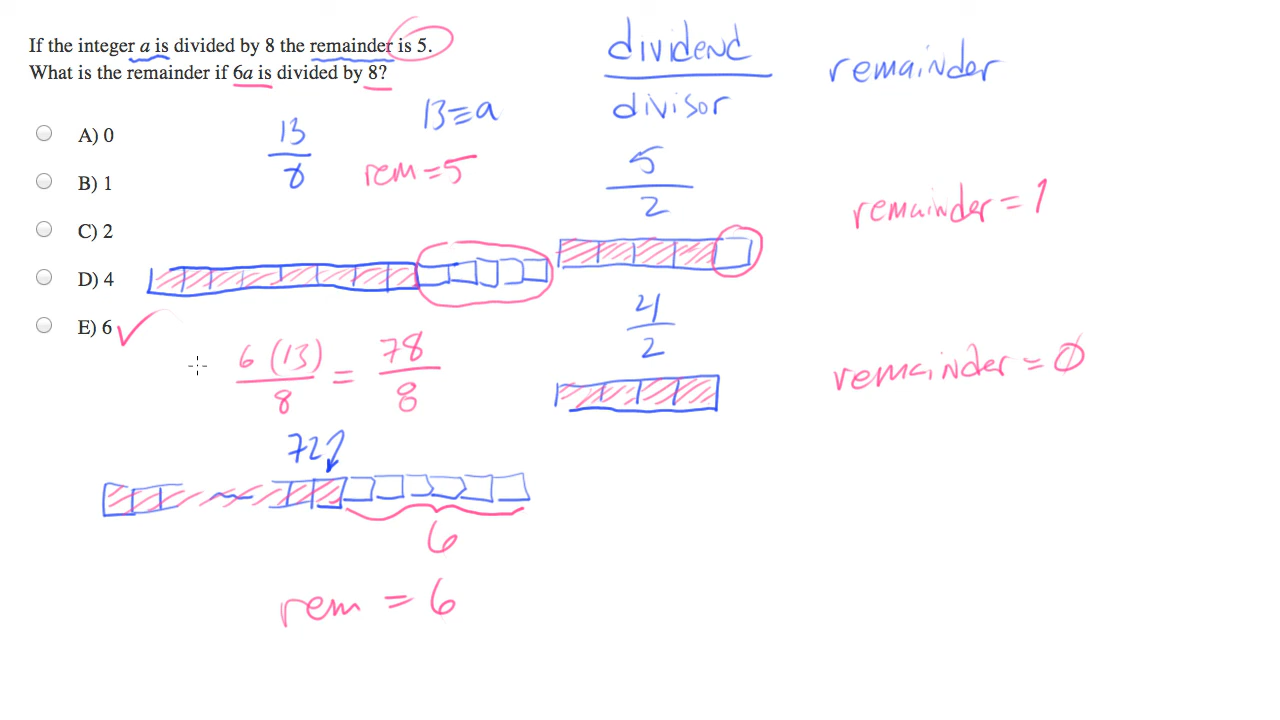 If the integer a is divided by 8 the remainder is 5.
What is the remainder if 6a is divided by 8?
A) 0
B) 1
C) 2
D) 4
E) 6
13
8
13 ≡ a
rem = 5
6 (13)
8
=
78
8
72
6
rem = 6
dividend
divisor
remainder
5
2
remainder = 1
4
2
remainder = 0